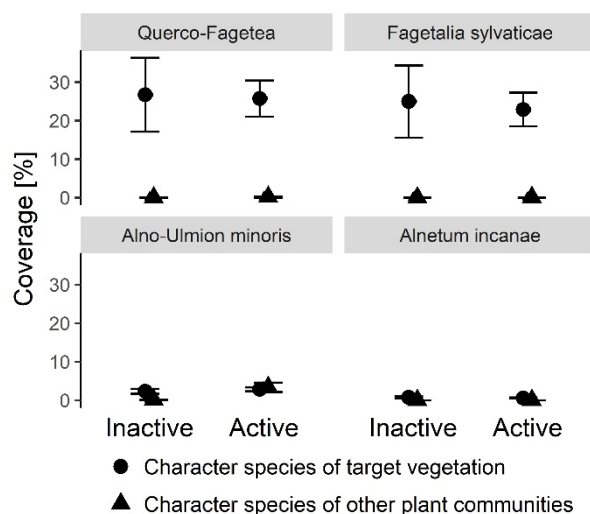 Querco-Fagetea
Fagetalia sylvaticae
30
20
10
0
Alno-Ulmion minoris
Alnetum incanae
30
20
10
0
Coverage [%]
Inactive
Active
Inactive
Active
Character species of target vegetation
Character species of other plant communities